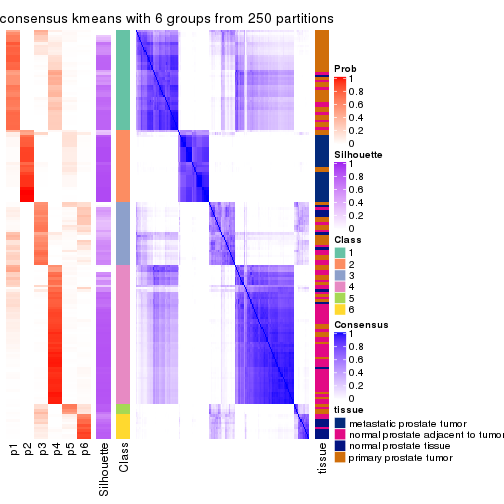 consensus kmeans with 6 groups from 250 partitions
Prob
1
0.8
0.6
0.4
0.2
0
Silhouette
1
0.8
0.6
0.4
0.2
0
Class
1
2
3
4
5
6
Consensus
1
0.8
0.6
0.4
0.2
0
tissue
metastatic prostate tumor
normal prostate adjacent to tumor
normal prostate tissue
primary prostate tumor
p1
p2
p3
p4
p5
p6
Silhouette
Class
tissue